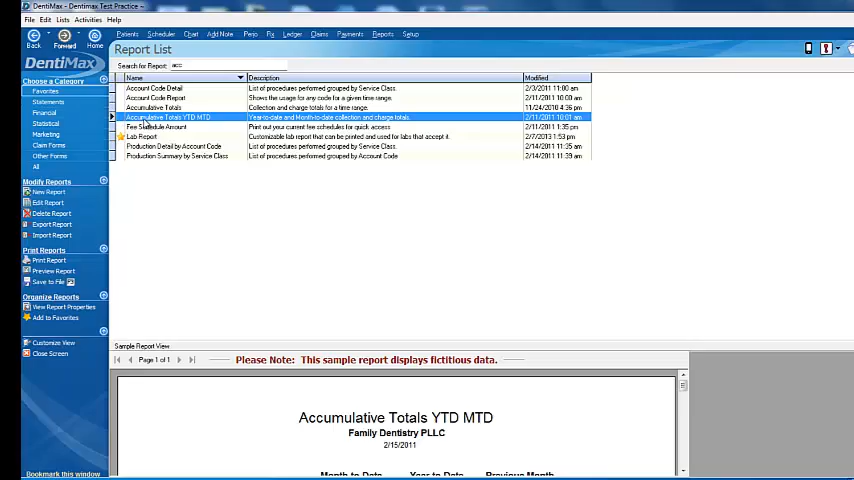 DentiMax - Dentimax Test Practice ~
File Edit Lists Activities Help
Back Forward Home
Patients Scheduler Chart Add Note Perio Rx Ledger Claims Payments Reports Setup
DentiMax
Report List
Search for Report: acc
Name Description Modified
Account Code Detail List of procedures performed grouped by Service Class. 2/3/2011 11:00 am
Account Code Report Shows the usage for any code for a given time range. 2/11/2011 10:00 am
Accumulative Totals Collection and charge totals for a time range. 11/24/2010 4:36 pm
Accumulative Totals YTD MTD Year-to-date and Month-to-date collection and charge totals. 2/11/2011 10:01 am
Fee Schedule Amount Print out your current fee schedules for quick access 2/11/2011 1:35 pm
Lab Report Customizable lab report that can be printed and used for labs that accept it. 2/7/2013 1:53 pm
Production Detail by Account Code List of procedures performed grouped by Service Class. 2/14/2011 11:35 am
Production Summary by Service Class List of procedures performed grouped by Account Code 2/14/2011 11:39 am
Choose a Category
Favorites
Statements
Financial
Statistical
Marketing
Claim Forms
Other Forms
All
Modify Reports
New Report
Edit Report
Delete Report
Export Report
Import Report
Print Reports
Print Report
Preview Report
Save to File
Organize Reports
View Report Properties
Add to Favorites
Customize View
Close Screen
Bookmark this window
Sample Report View
Page 1 of 1
Please Note: This sample report displays fictitious data.
Accumulative Totals YTD MTD
Family Dentistry PLLC
2/15/2011
Month to Date Year to Date Previous Month